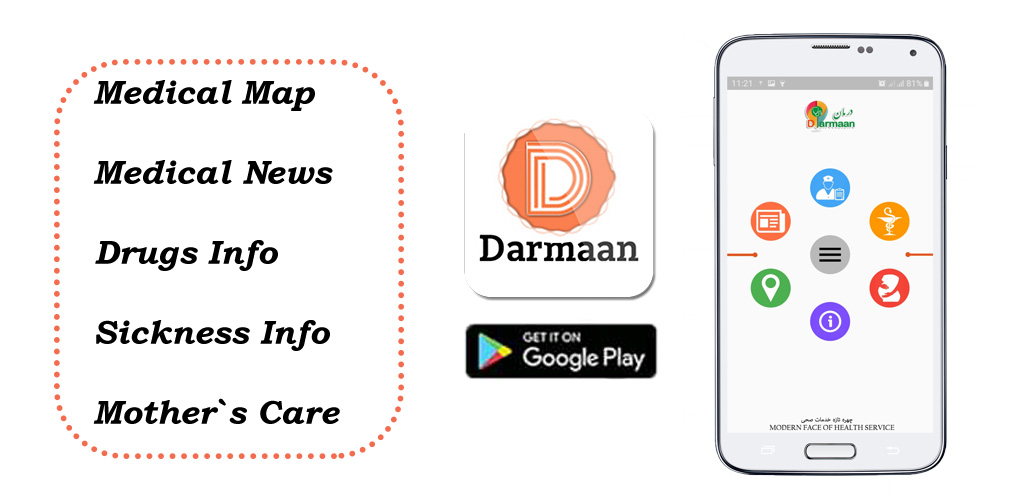 Medical Map
Medical News
Drugs Info
Sickness Info
Mother`s Care
D
Darmaan
GET IT ON
Google Play
11:21
81%
درمان
Darmaan
چهره تازه خدمات صحی
MODERN FACE OF HEALTH SERVICE